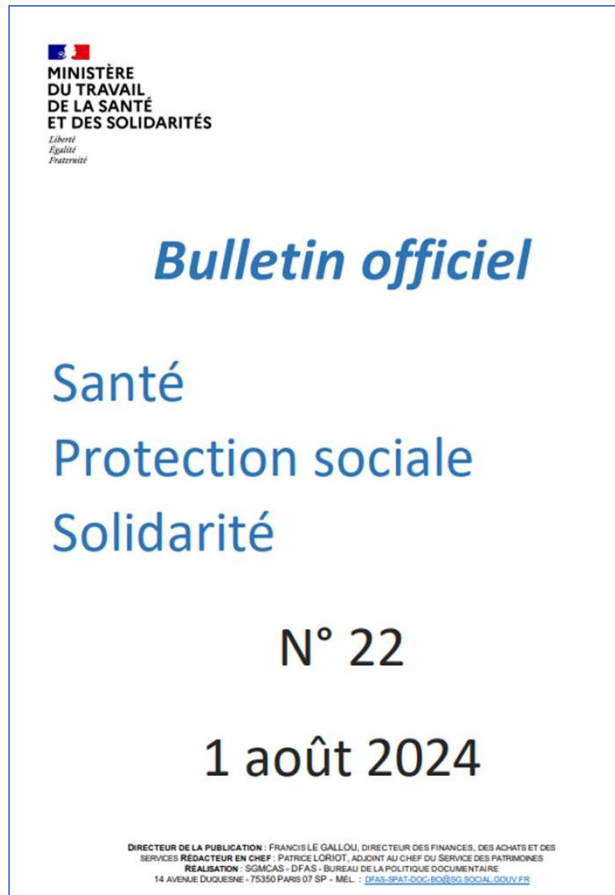 MINISTÈRE
DU TRAVAIL
DE LA SANTÉ
ET DES SOLIDARITÉS
Liberté
Égalité
Fraternité
Bulletin officiel
Santé
Protection sociale
Solidarité
N° 22
1 août 2024
DIRECTEUR DE LA PUBLICATION : FRANCIS LE GALLOU, DIRECTEUR DES FINANCES, DES ACHATS ET DES
SERVICES RÉDACTEUR EN CHEF : PATRICE LORIOT, ADJOINT AU CHEF DU SERVICE DES PATRIMOINES
RÉALISATION : SGMCAS - DFAS - BUREAU DE LA POLITIQUE DOCUMENTAIRE
14 AVENUE DUQUESNE - 75350 PARIS 07 SP - MÉL. : DFAS-SPAT-DOC-BO@SG.SOCIAL.GOUV.FR